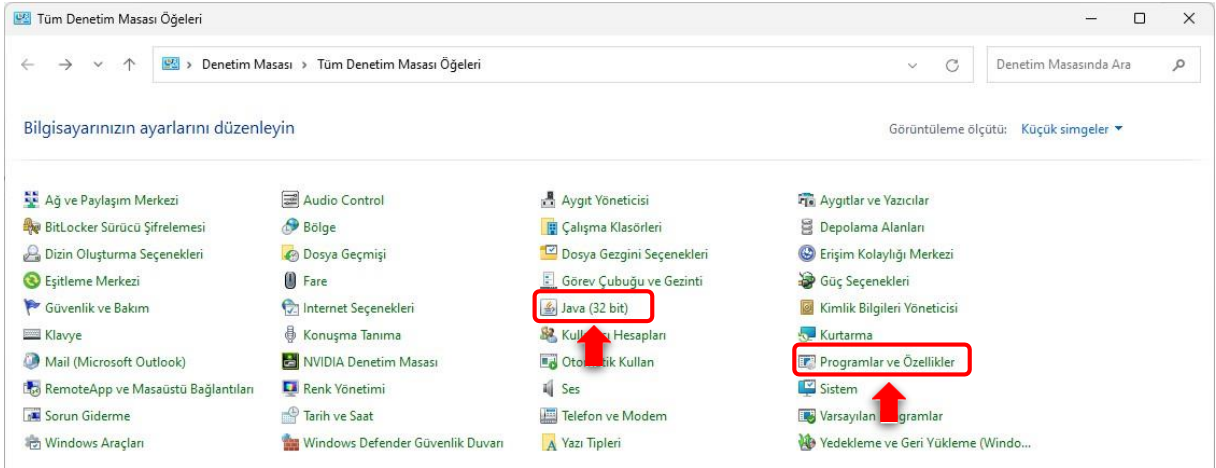 Tüm Denetim Masası Öğeleri
Denetim Masası > Tüm Denetim Masası Öğeleri
Denetim Masasında Ara
Bilgisayarınızın ayarlarını düzenleyin
Görüntüleme ölçütü: Küçük simgeler
Ağ ve Paylaşım Merkezi
Audio Control
Aygıt Yöneticisi
Aygıtlar ve Yazıcılar
BitLocker Sürücü Şifrelemesi
Bölge
Çalışma Klasörleri
Depolama Alanları
Dizin Oluşturma Seçenekleri
Dosya Geçmişi
Dosya Gezgini Seçenekleri
Erişim Kolaylığı Merkezi
Eşitleme Merkezi
Fare
Görev Çubuğu ve Gezinti
Güç Seçenekleri
Güvenlik ve Bakım
Internet Seçenekleri
Java (32 bit)
Kimlik Bilgileri Yöneticisi
Klavye
Konuşma Tanıma
Hesapları
Kurtarma
Mail (Microsoft Outlook)
NVIDIA Denetim Masası
Kullan
Programlar ve Özellikler
RemoteApp ve Masaüstü Bağlantıları
Renk Yönetimi
Ses
Sistem
Sorun Giderme
Tarih ve Saat
Telefon ve Modem
Varsayılan
Windows Araçları
Windows Defender Güvenlik Duvarı
Yazı Tipleri
Yedekleme ve Geri Yükleme (Windo...